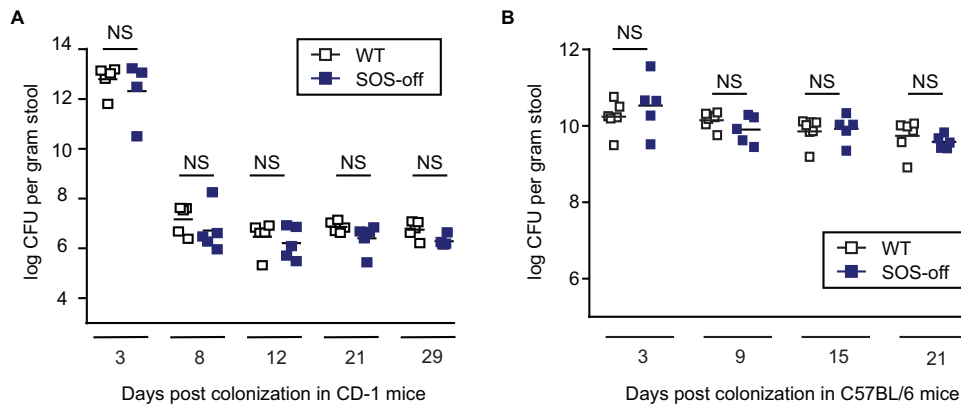 A
NS
14
12
10
8
6
4
log CFU per gram stool
WT
SOS-off
NS
NS
NS
NS
3
8
12
21
29
Days post colonization in CD-1 mice
B
NS
12
10
8
6
log CFU per gram stool
NS
NS
NS
WT
SOS-off
3
9
15
21
Days post colonization in C57BL/6 mice